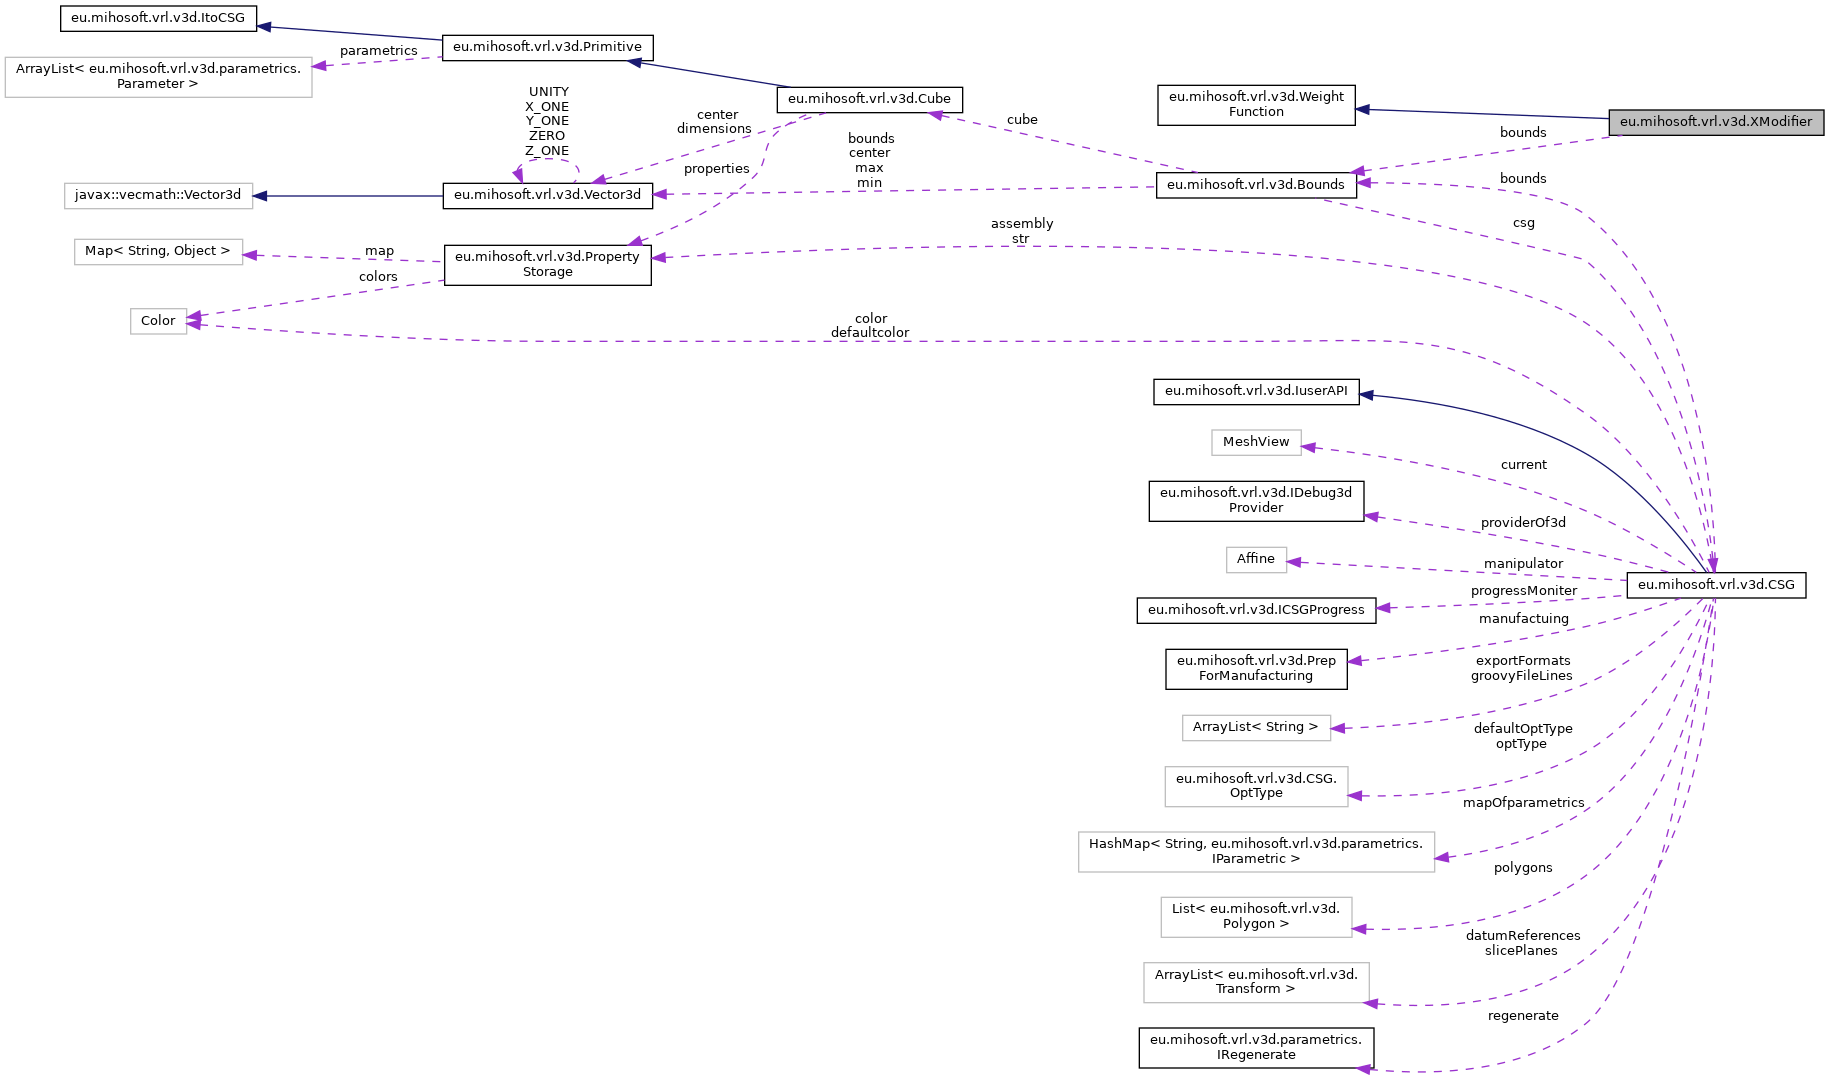 eu.mihosoft.vrl.v3d.ItoCSG
eu.mihosoft.vrl.v3d.Primitive
parametrics
ArrayList< eu.mihosoft.vrl.v3d.parametrics.
Parameter >
eu.mihosoft.vrl.v3d.Cube
UNITY
X_ONE
Y_ONE
ZERO
Z_ONE
center
dimensions
properties
cube
bounds
center
max
min
eu.mihosoft.vrl.v3d.Weight
Function
eu.mihosoft.vrl.v3d.XModifier
bounds
bounds
eu.mihosoft.vrl.v3d.Bounds
csg
javax::vecmath::Vector3d
eu.mihosoft.vrl.v3d.Vector3d
Map< String, Object >
map
eu.mihosoft.vrl.v3d.Property
Storage
colors
assembly
str
Color
color
defaultcolor
eu.mihosoft.vrl.v3d.IuserAPI
MeshView
current
eu.mihosoft.vrl.v3d.IDebug3d
Provider
providerOf3d
Affine
manipulator
eu.mihosoft.vrl.v3d.CSG
progressMoniter
eu.mihosoft.vrl.v3d.ICSGProgress
manufactuing
eu.mihosoft.vrl.v3d.Prep
ForManufacturing
exportFormats
groovyFileLines
ArrayList< String >
defaultOptType
optType
eu.mihosoft.vrl.v3d.CSG.
OptType
mapOfparametrics
HashMap< String, eu.mihosoft.vrl.v3d.parametrics.
IParametric >
polygons
List< eu.mihosoft.vrl.v3d.
Polygon >
datumReferences
slicePlanes
ArrayList< eu.mihosoft.vrl.v3d.
Transform >
regenerate
eu.mihosoft.vrl.v3d.parametrics.
IRegenerate